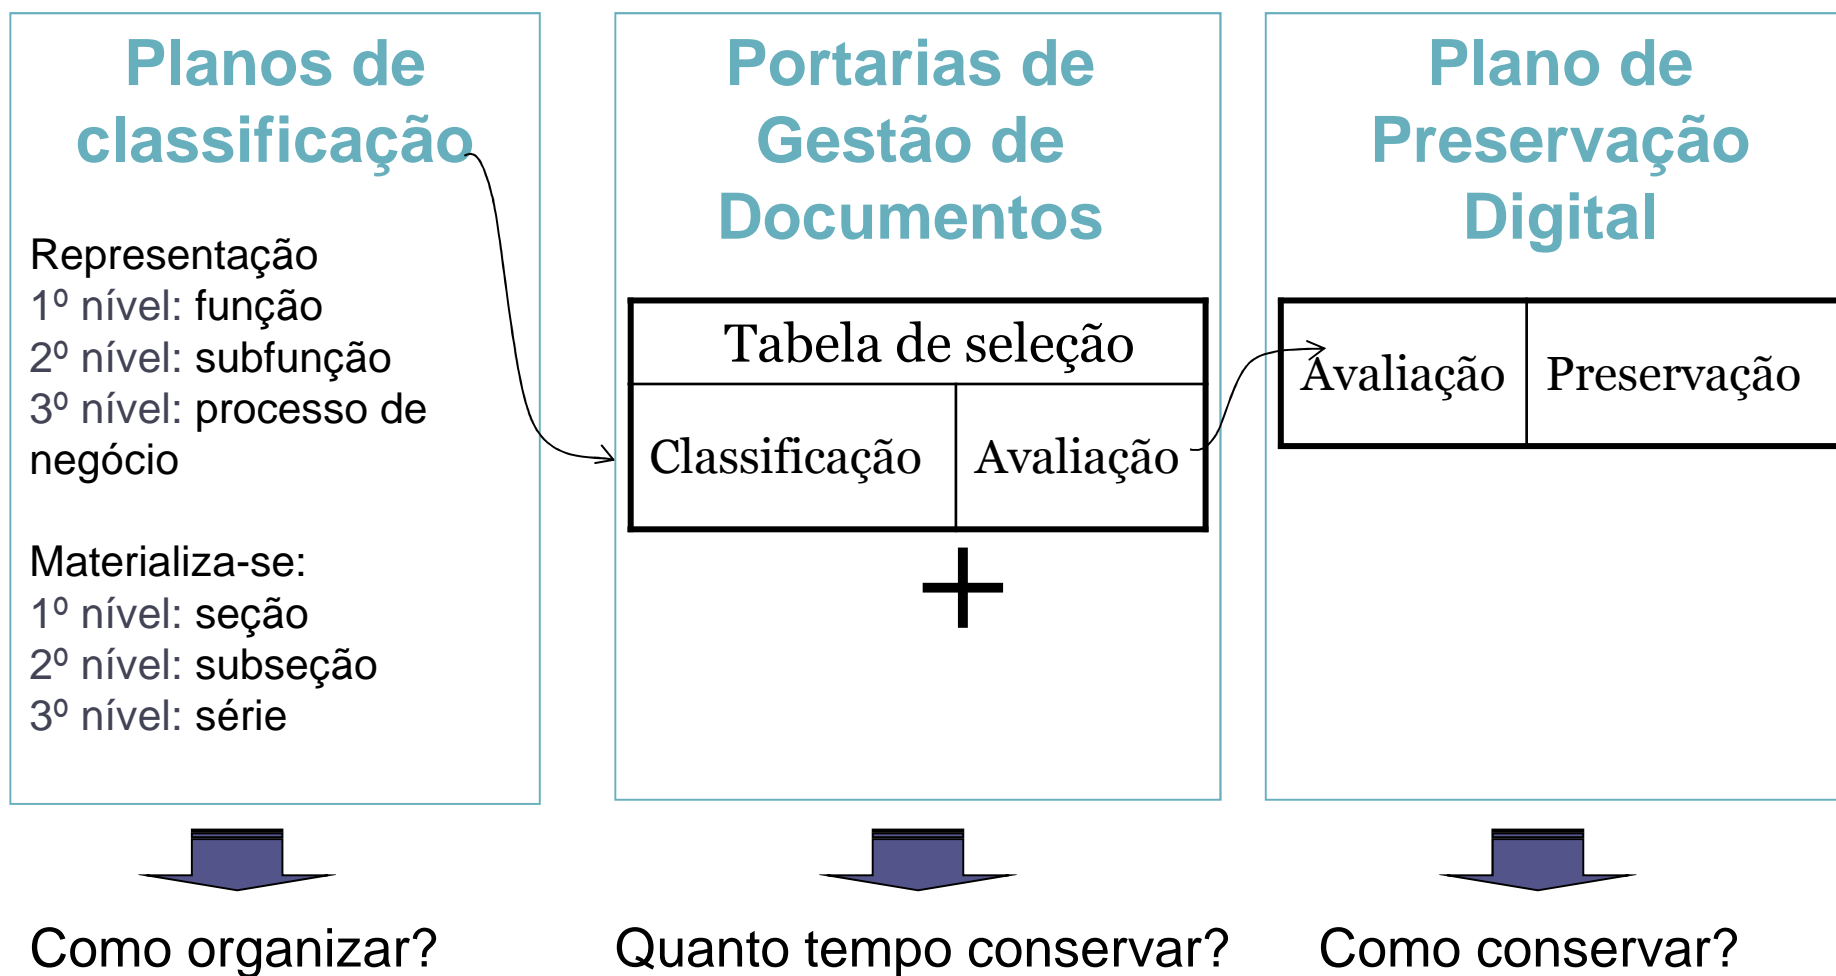 Planos de
classificação
Representação
1º nível: função
2º nível: subfunção
3º nível: processo de
negócio
Materializa-se:
1º nível: seção
2º nível: subseção
3º nível: série
Como organizar?
Portarias de
Gestão de
Documentos
Tabela de seleção
Classificação
Avaliação
+
Quanto tempo conservar?
Plano de
Preservação
Digital
Avaliação
Preservação
Como conservar?